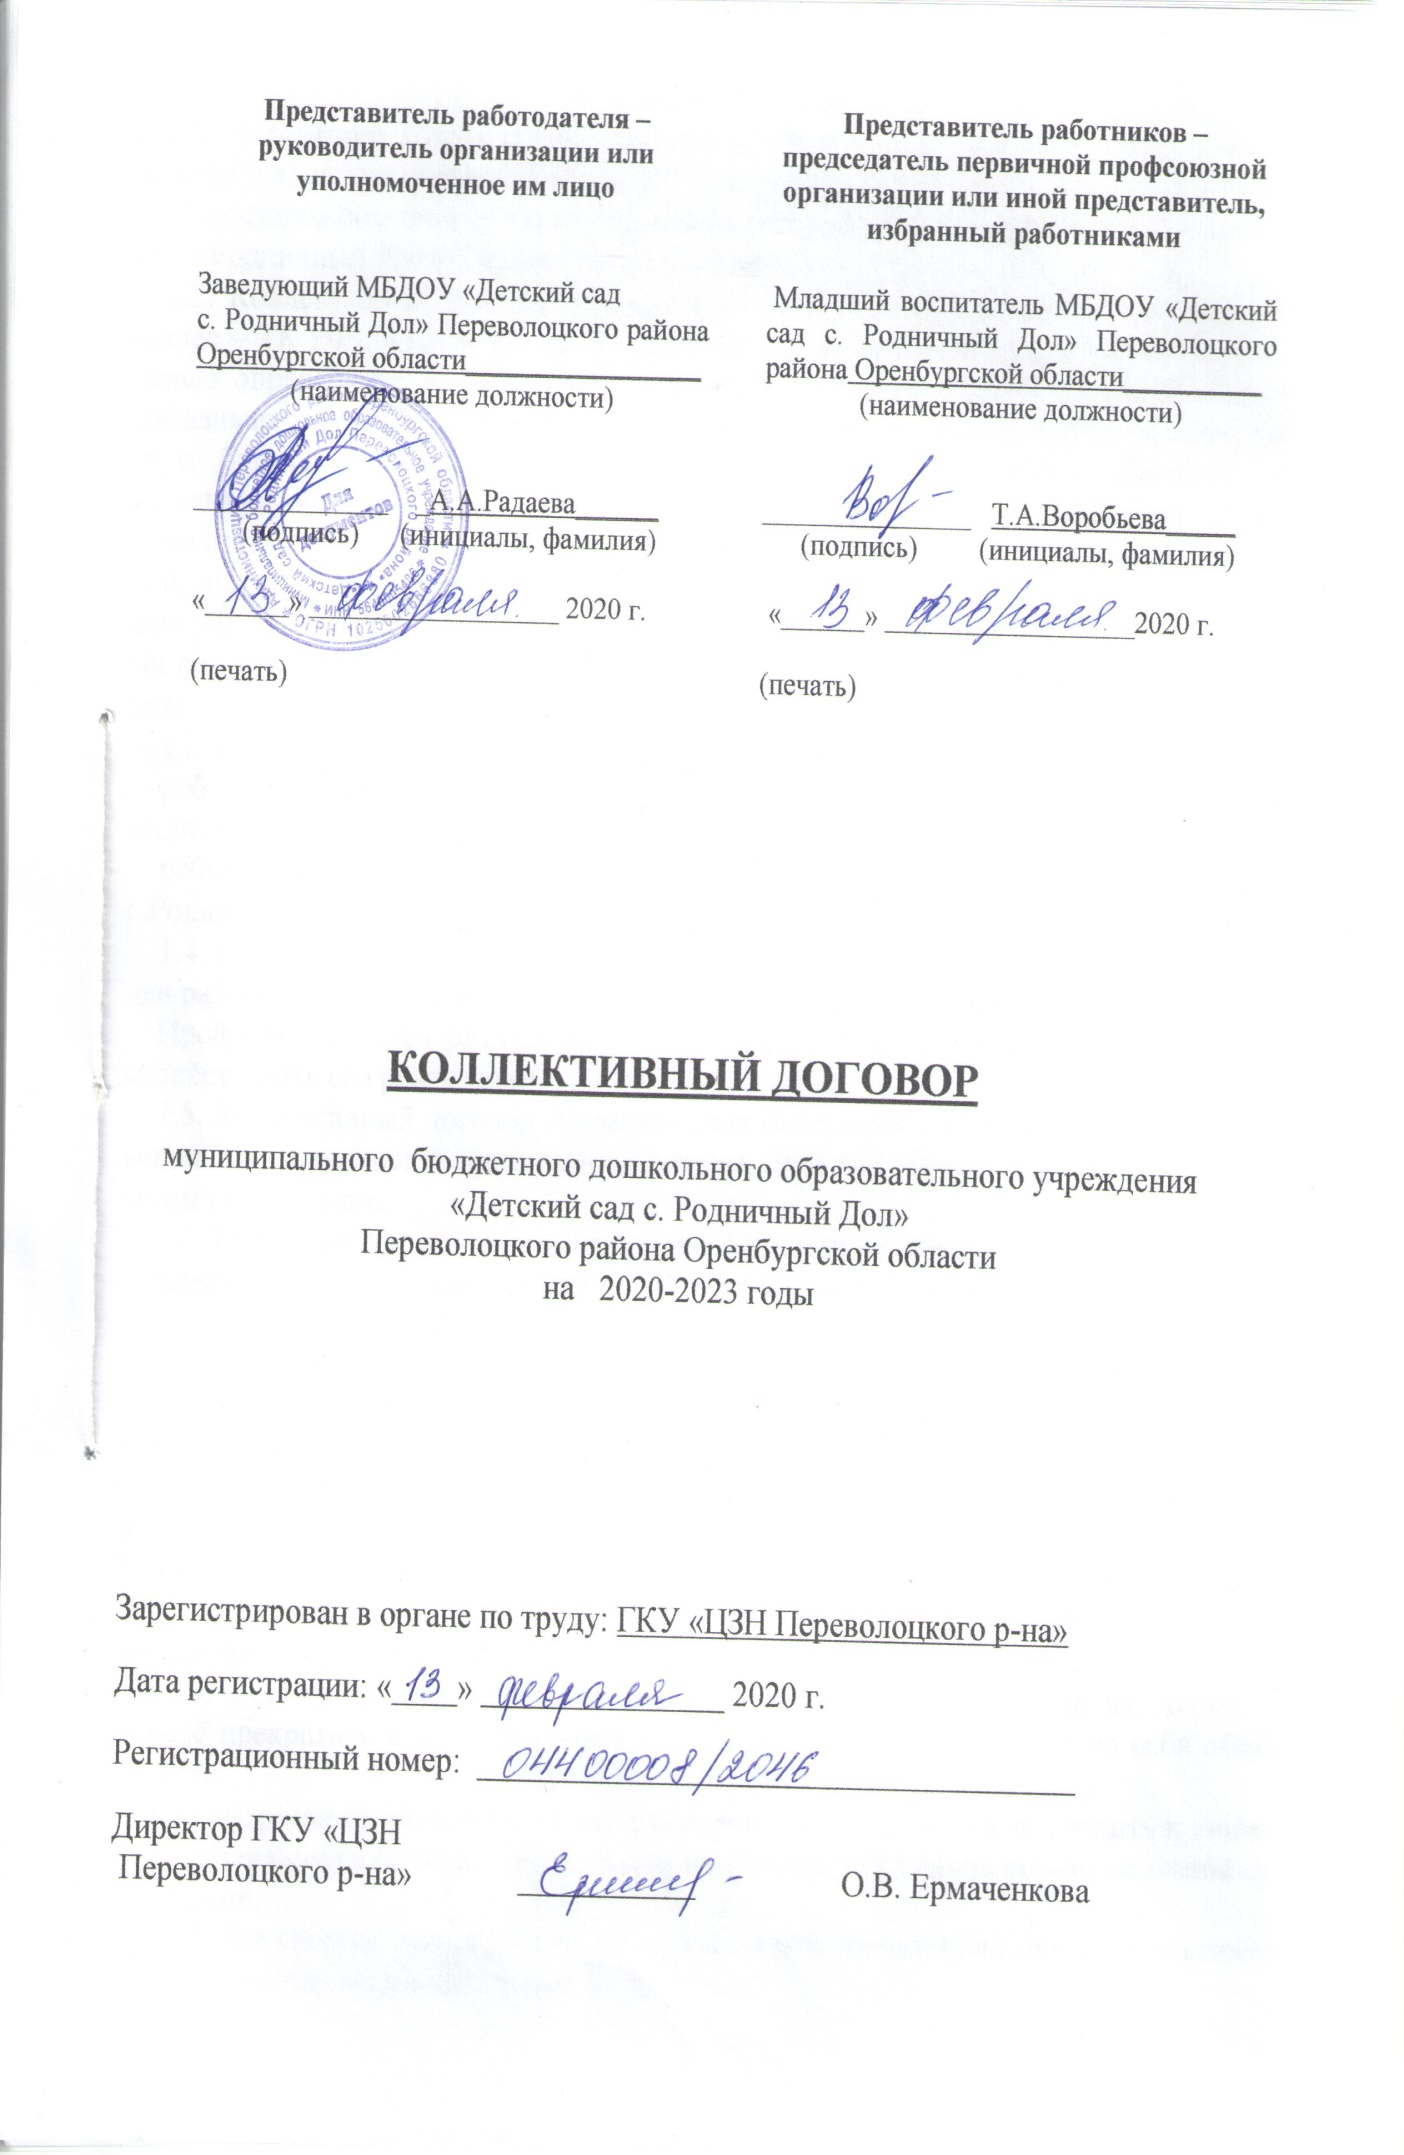 Представитель работодателя –
руководитель организации или
уполномоченное им лицо
Заведующий МБДОУ «Детский сад
с. Родничный Дол» Переволоцкого района
Оренбургской области
(наименование должности)
Для
документов
А.А.Радаева
(подпись) (инициалы, фамилия)
«13» февраля 2020 г.
(печать)
Представитель работников –
председатель первичной профсоюзной
организации или иной представитель,
избранный работниками
Младший воспитатель МБДОУ «Детский
сад с. Родничный Дол» Переволоцкого
района Оренбургской области
(наименование должности)
Т.А.Воробьева
(подпись) (инициалы, фамилия)
«13» февраля 2020 г.
(печать)
КОЛЛЕКТИВНЫЙ ДОГОВОР
муниципального бюджетного дошкольного образовательного учреждения
«Детский сад с. Родничный Дол»
Переволоцкого района Оренбургской области
на 2020-2023 годы
Зарегистрирован в органе по труду: ГКУ «ЦЗН Переволоцкого р-на»
Дата регистрации: «13» февраля 2020 г.
Регистрационный номер: 04400008/2046
Директор ГКУ «ЦЗН
Переволоцкого р-на» О.В. Ермаченкова